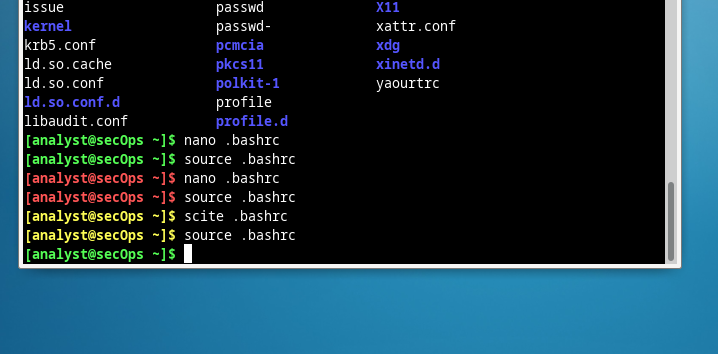 issue passwd X11
kernel passwd- xattr.conf
krb5.conf pcmcia xdg
ld.so.cache pkcs11 xinetd.d
ld.so.conf polkit-1 yaourtrc
ld.so.conf.d profile
libaudit.conf profile.d
[analyst@secOps ~]$ nano .bashrc
[analyst@secOps ~]$ source .bashrc
[analyst@secOps ~]$ nano .bashrc
[analyst@secOps ~]$ source .bashrc
[analyst@secOps ~]$ scite .bashrc
[analyst@secOps ~]$ source .bashrc
[analyst@secOps ~]$